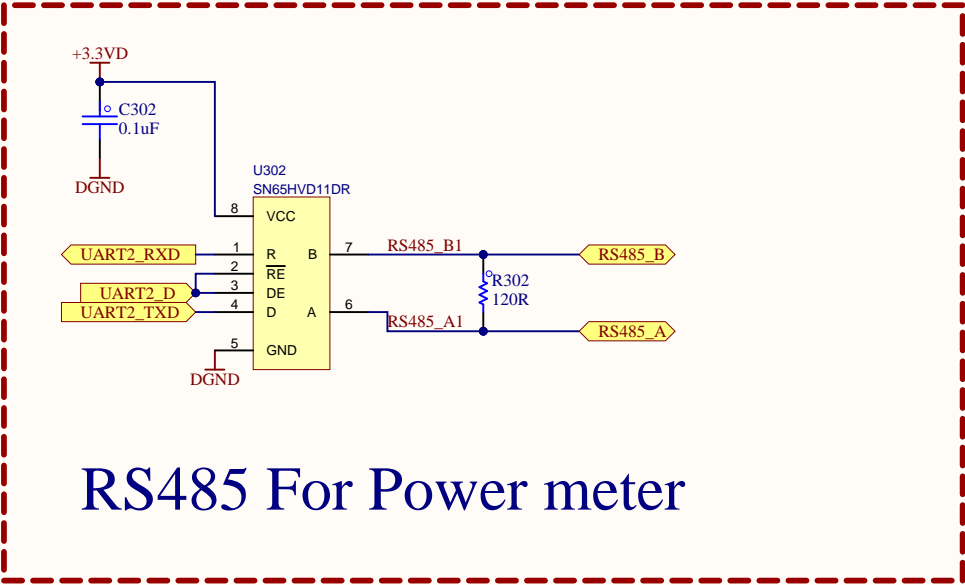 +3.3VD
C302
0.1uF
DGND
U302
SN65HVD11DR
8 VCC
UART2_RXD 1 R B 7 RS485_B1 RS485_B
2 RE
R302
UART2_D 3 DE
120R
UART2_TXD 4 D A 6 RS485_A1
RS485_A
5 GND
DGND
RS485 For Power meter